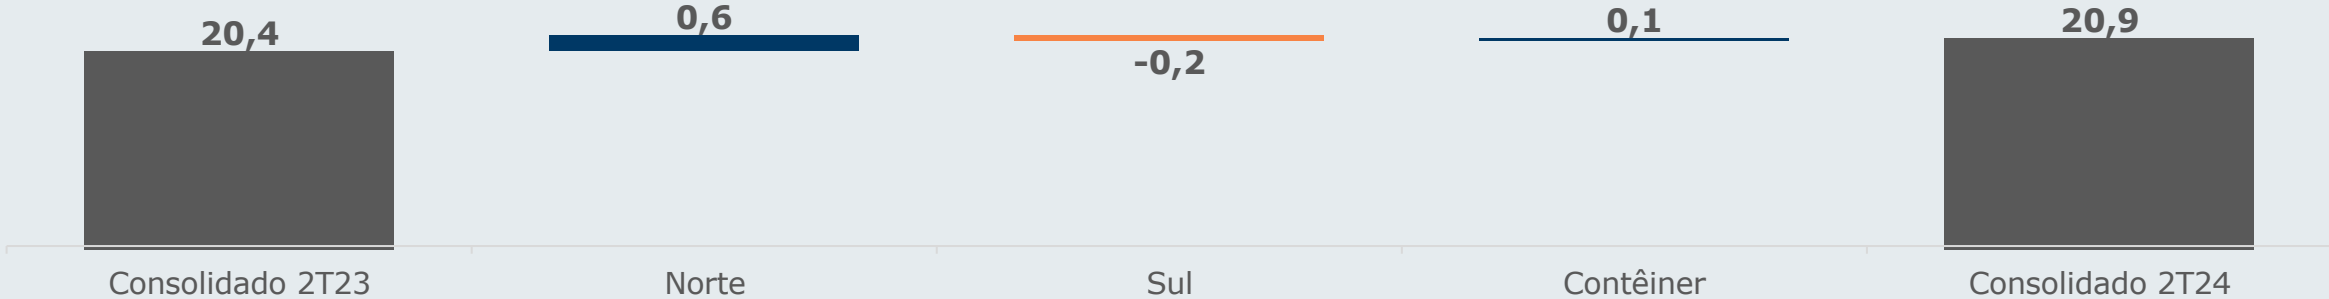 20,4
0,6
-0,2
0,1
20,9
Consolidado 2T23
Norte
Sul
Contêiner
Consolidado 2T24